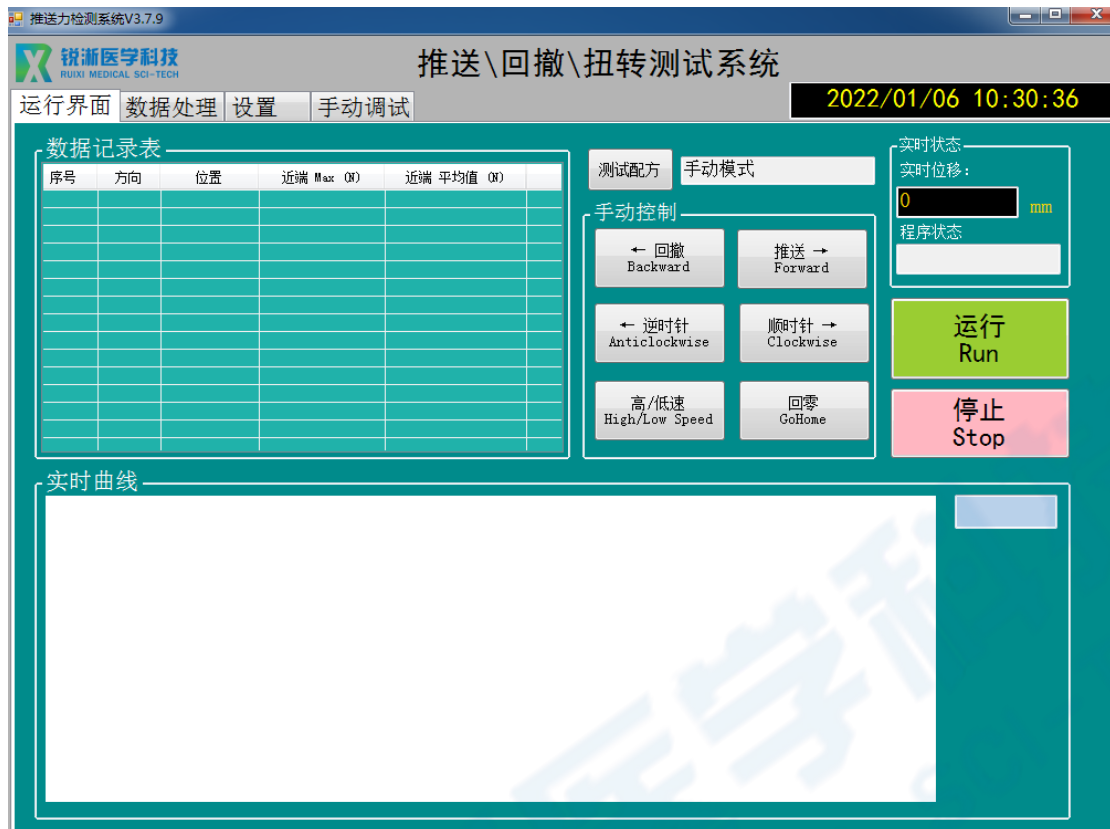 推送力检测系统V3.7.9
锐淅医学科技
RUIXI MEDICAL SCI-TECH
推送\回撤\扭转测试系统
2022/01/06 10:30:36
运行界面 数据处理 设置 手动调试
数据记录表
序号 方向 位置 近端 Max (N) 近端 平均值 (N)
测试配方 手动模式
手动控制
← 回撤
Backward
推送 →
Forward
← 逆时针
Anticlockwise
顺时针 →
Clockwise
高/低速
High/Low Speed
回零
GoHome
实时状态
实时位移:
0 mm
程序状态
运行
Run
停止
Stop
实时曲线
医学科